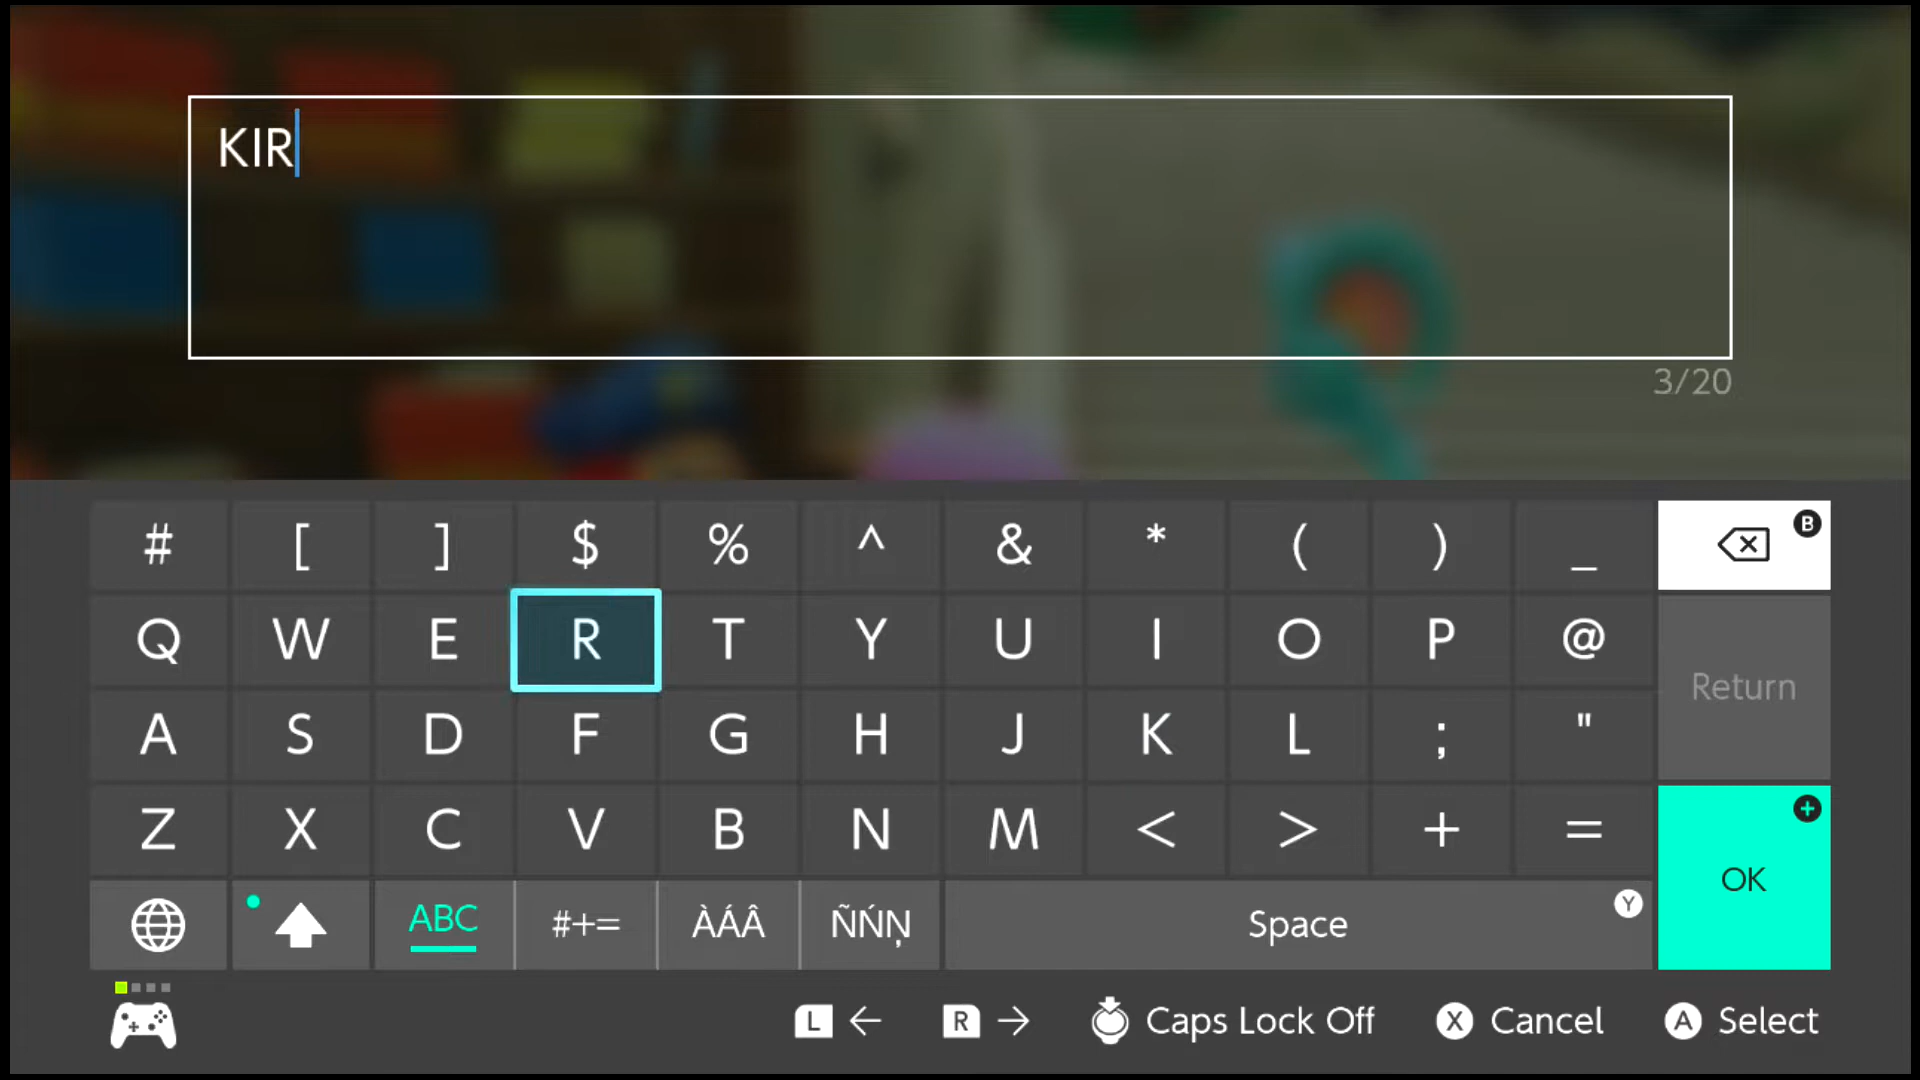 KIR
3/20
# [ ] $ % ^ & * ( ) _ B
Q W E R T Y U I O P @ Return
A S D F G H J K L ; "
Z X C V B N M < > + = + OK
ABC #+= ÀÁÂ ÑŃŅ Space Y
L ← R → Caps Lock Off X Cancel A Select